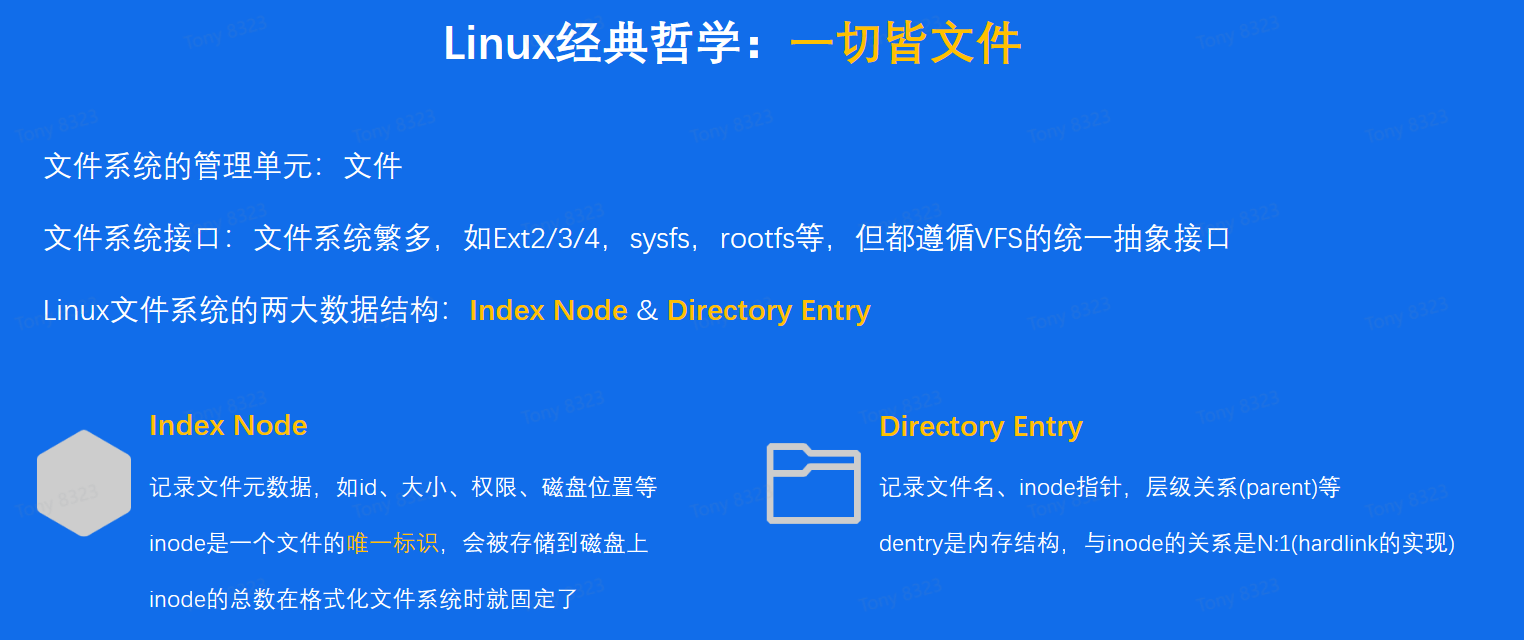 Linux经典哲学：一切皆文件
文件系统的管理单元：文件
文件系统接口：文件系统繁多，如Ext2/3/4，sysfs，rootfs等，但都遵循VFS的统一抽象接口
Linux文件系统的两大数据结构：Index Node & Directory Entry
Index Node
记录文件元数据，如id、大小、权限、磁盘位置等
inode是一个文件的唯一标识，会被存储到磁盘上
inode的总数在格式化文件系统时就固定了
Directory Entry
记录文件名、inode指针，层级关系(parent)等
dentry是内存结构，与inode的关系是N:1(hardlink的实现)
Tony 8323